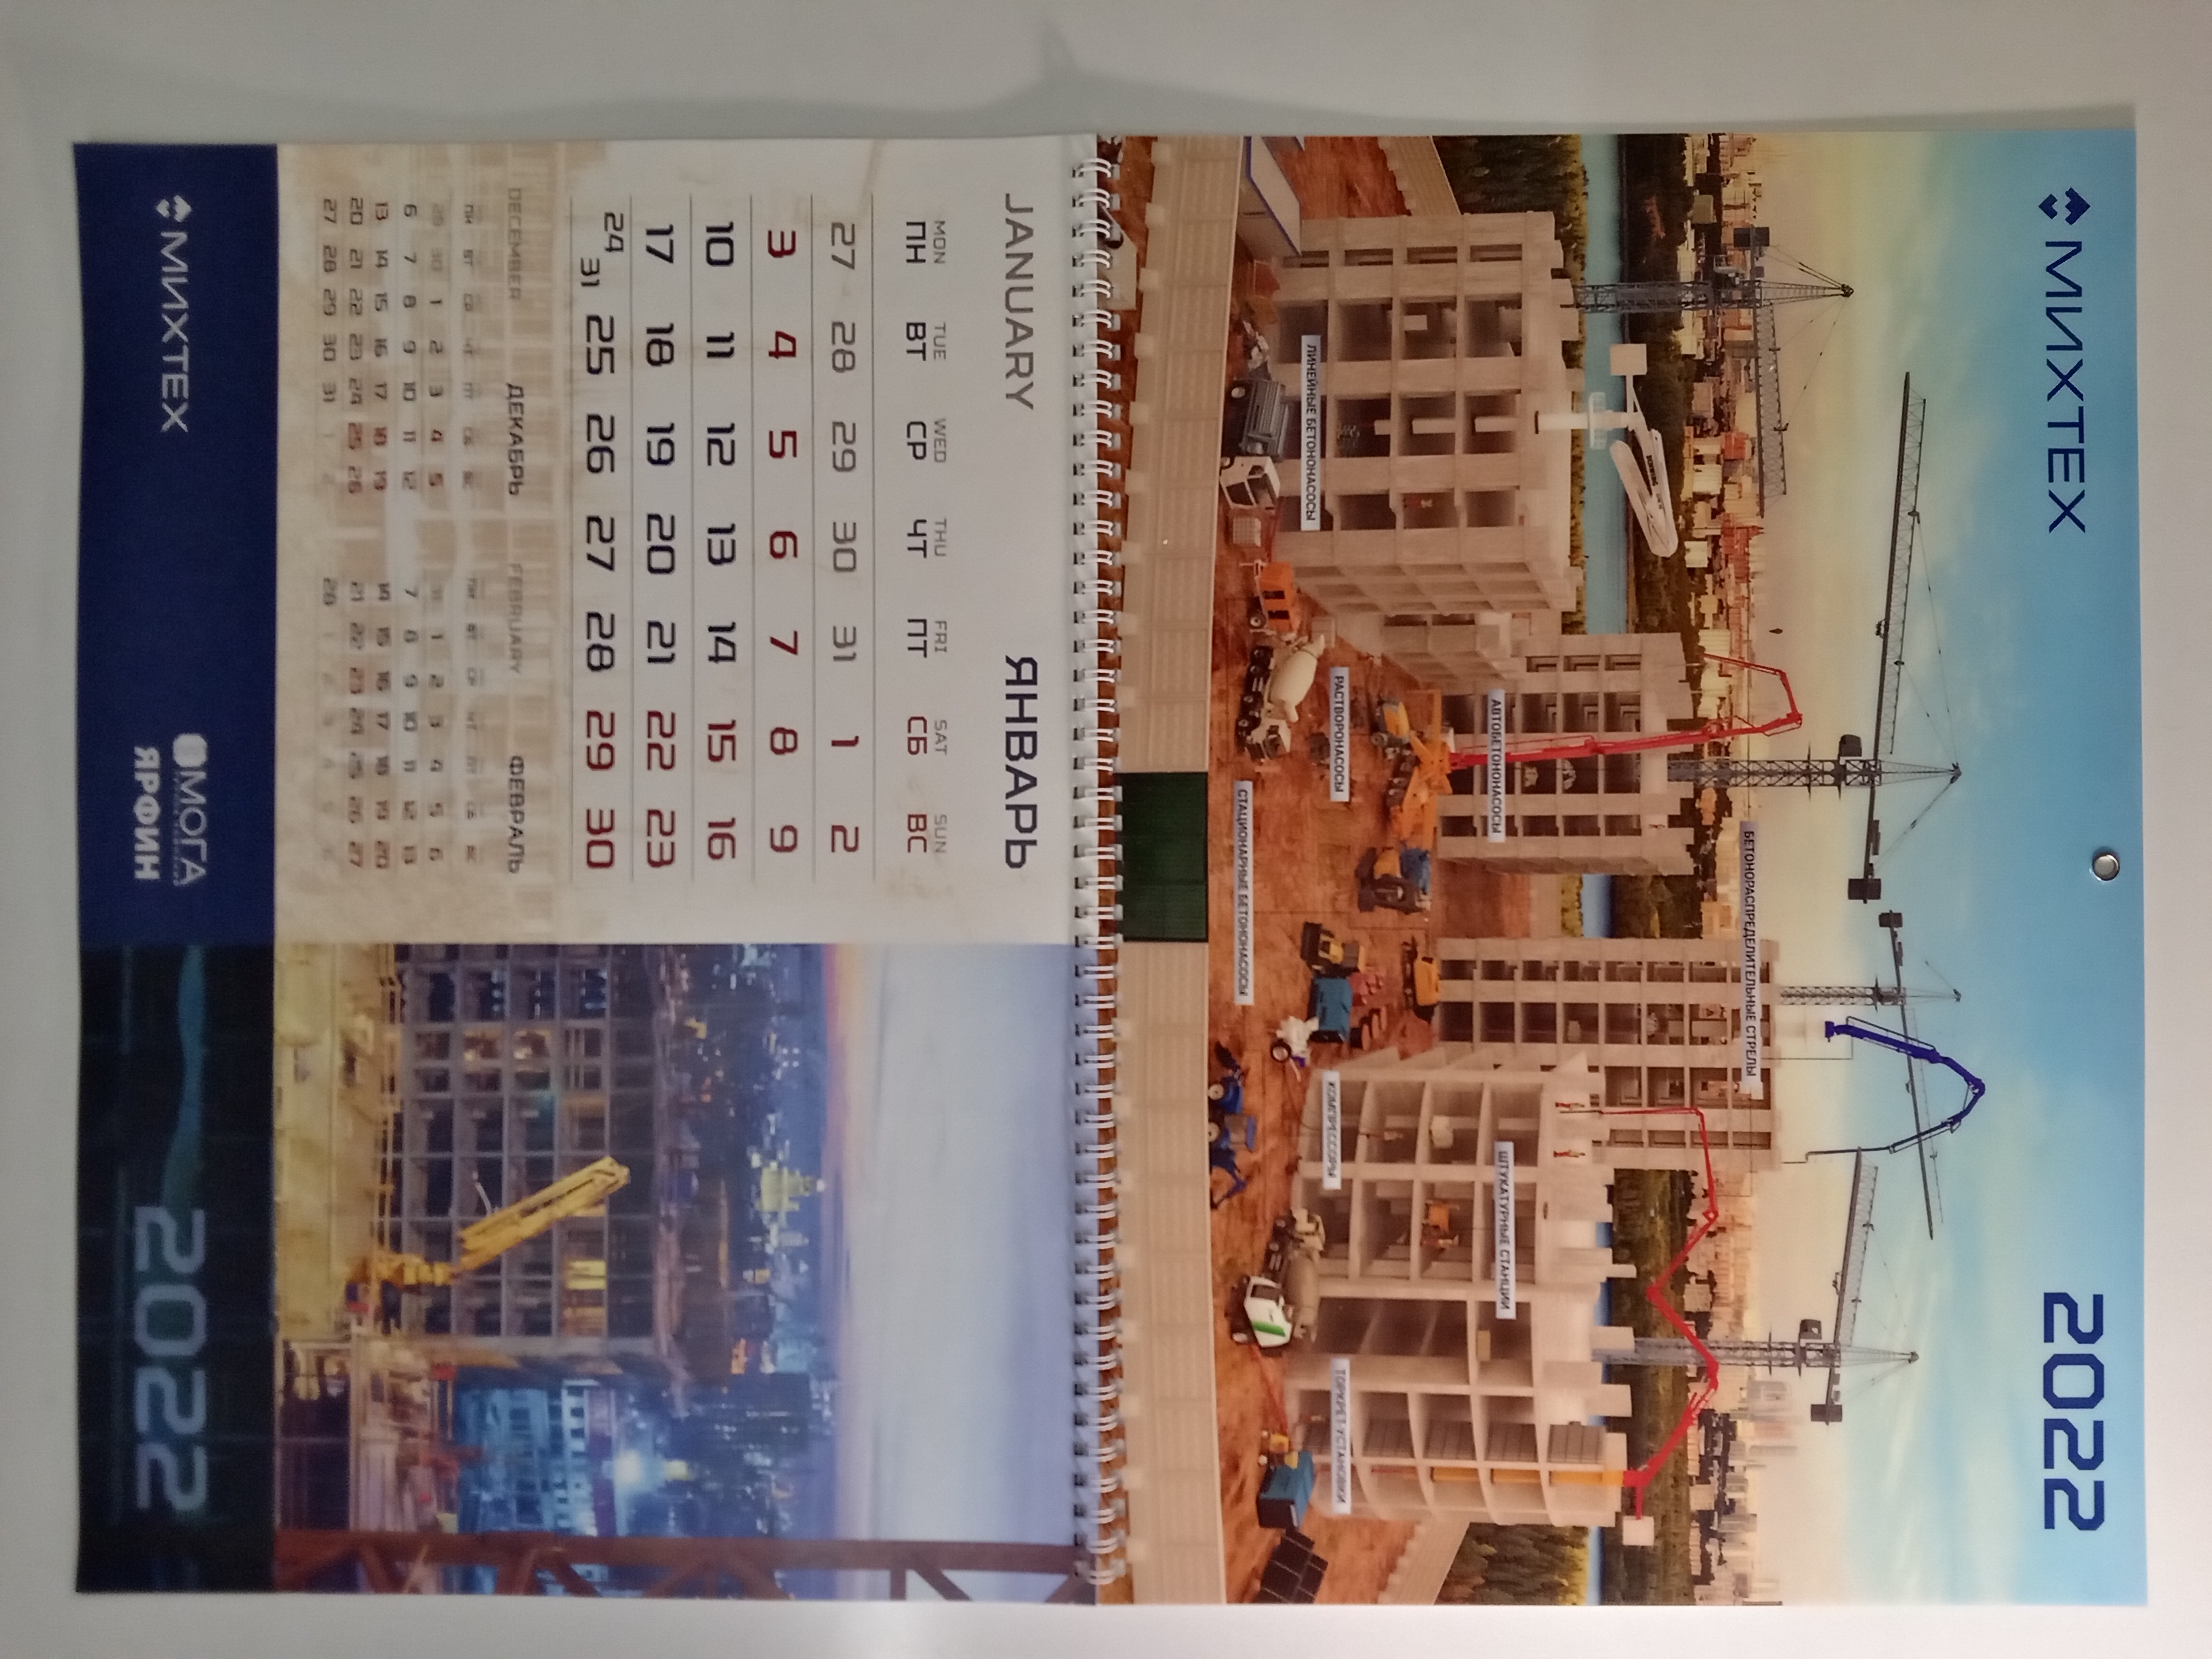 МИХТЕХ
2022
БЕТОНОРАСПРЕДЕЛИТЕЛЬНЫЕ СТРЕЛЫ
АВТОБЕТОНОНАСОСЫ
ШТУКАТУРНЫЕ СТАНЦИИ
РАСТВОРОНАСОСЫ
КОМПРЕССОРЫ
ТОРКРЕТ-УСТАНОВКИ
ЛИНЕЙНЫЕ БЕТОНОНАСОСЫ
СТАЦИОНАРНЫЕ БЕТОНОНАСОСЫ
JANUARY ЯНВАРЬ
MON TUE WED THU FRI SAT SUN
ПН ВТ СР ЧТ ПТ СБ ВС
27 28 29 30 31 1 2
3 4 5 6 7 8 9
10 11 12 13 14 15 16
17 18 19 20 21 22 23
24 31 25 26 27 28 29 30
DECEMBER ДЕКАБРЬ
ПН ВТ СР ЧТ ПТ СБ ВС
29 30 1 2 3 4 5
6 7 8 9 10 11 12
13 14 15 16 17 18 19
20 21 22 23 24 25 26
27 28 29 30 31 1 2
FEBRUARY ФЕВРАЛЬ
ПН ВТ СР ЧТ ПТ СБ ВС
31 1 2 3 4 5 6
7 8 9 10 11 12 13
14 15 16 17 18 19 20
21 22 23 24 25 26 27
28 1 2 3 4 5 6
МИХТЕХ
МОГА
ЯРФИН
2022